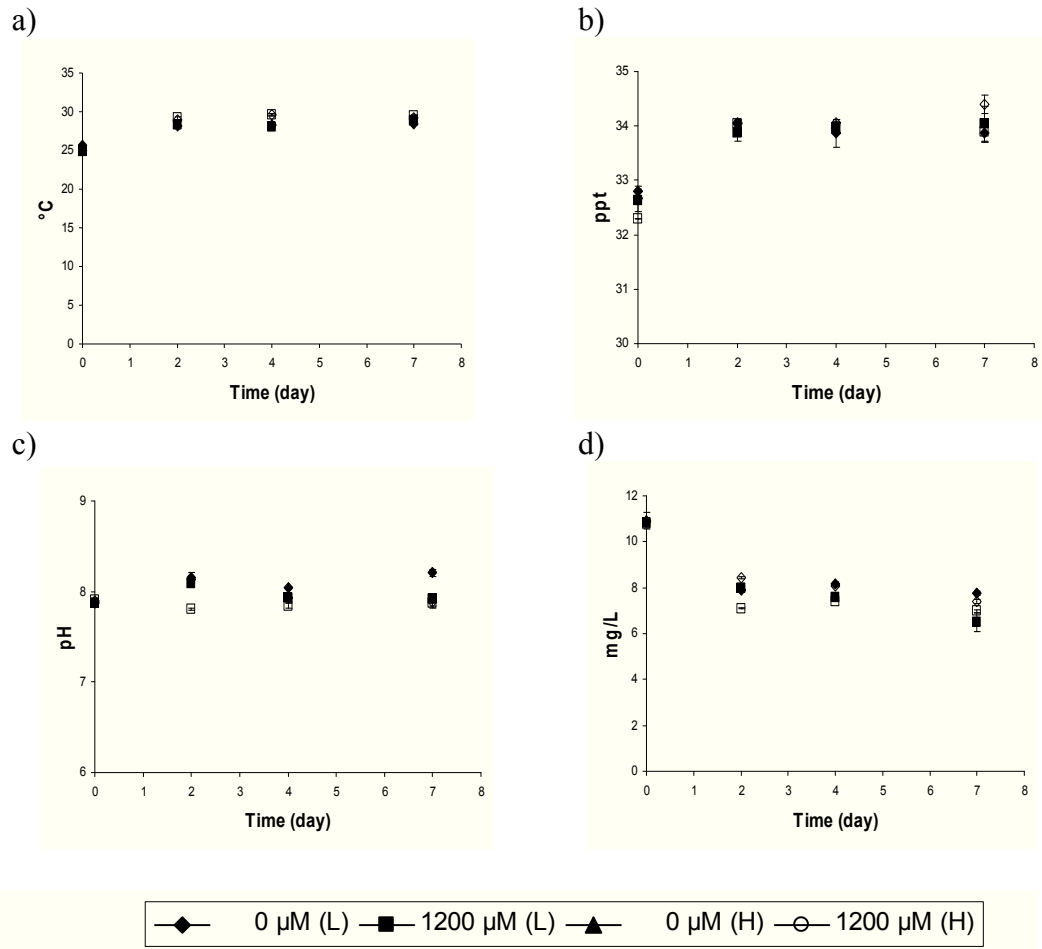 a)
35
30
25
20
15
10
5
0
°C
0 1 2 3 4 5 6 7 8
Time (day)
b)
35
34
33
32
31
30
ppt
0 1 2 3 4 5 6 7 8
Time (day)
c)
9
8
7
6
pH
0 1 2 3 4 5 6 7 8
Time (day)
d)
12
10
8
6
4
2
0
mg/L
0 1 2 3 4 5 6 7 8
Time (day)
0 µM (L) 1200 µM (L) 0 µM (H) 1200 µM (H)